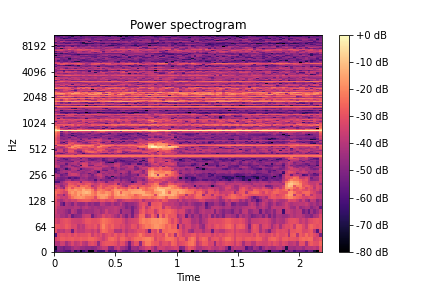 Power spectrogram
8192
4096
2048
1024
512
256
128
64
0
Hz
0
0.5
1
1.5
2
Time
+0 dB
-10 dB
-20 dB
-30 dB
-40 dB
-50 dB
-60 dB
-70 dB
-80 dB